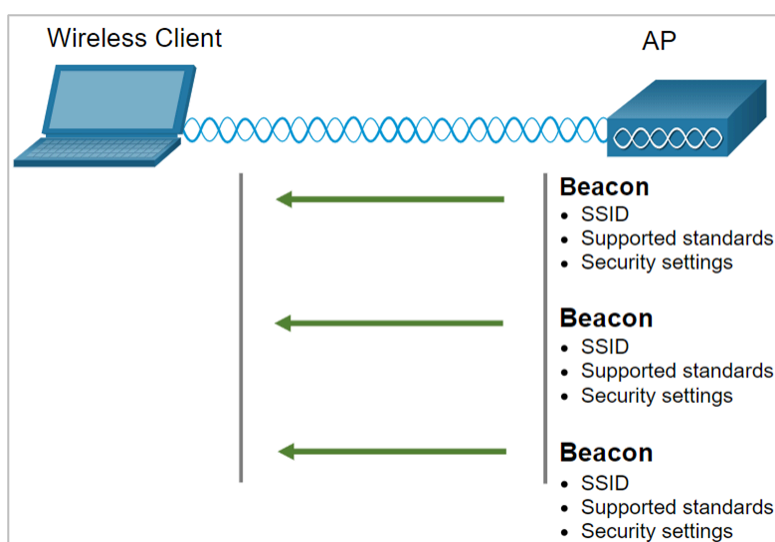 Wireless Client
AP
Beacon
• SSID
• Supported standards
• Security settings
Beacon
• SSID
• Supported standards
• Security settings
Beacon
• SSID
• Supported standards
• Security settings